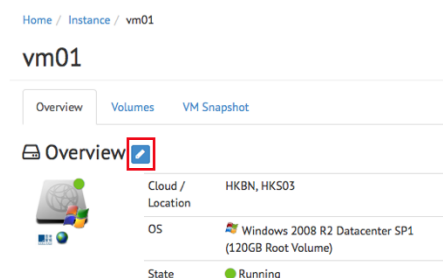 Home / Instance / vm01
vm01
Overview Volumes VM Snapshot
Overview
Cloud / Location HKBN, HKS03
OS Windows 2008 R2 Datacenter SP1
(120GB Root Volume)
State Running